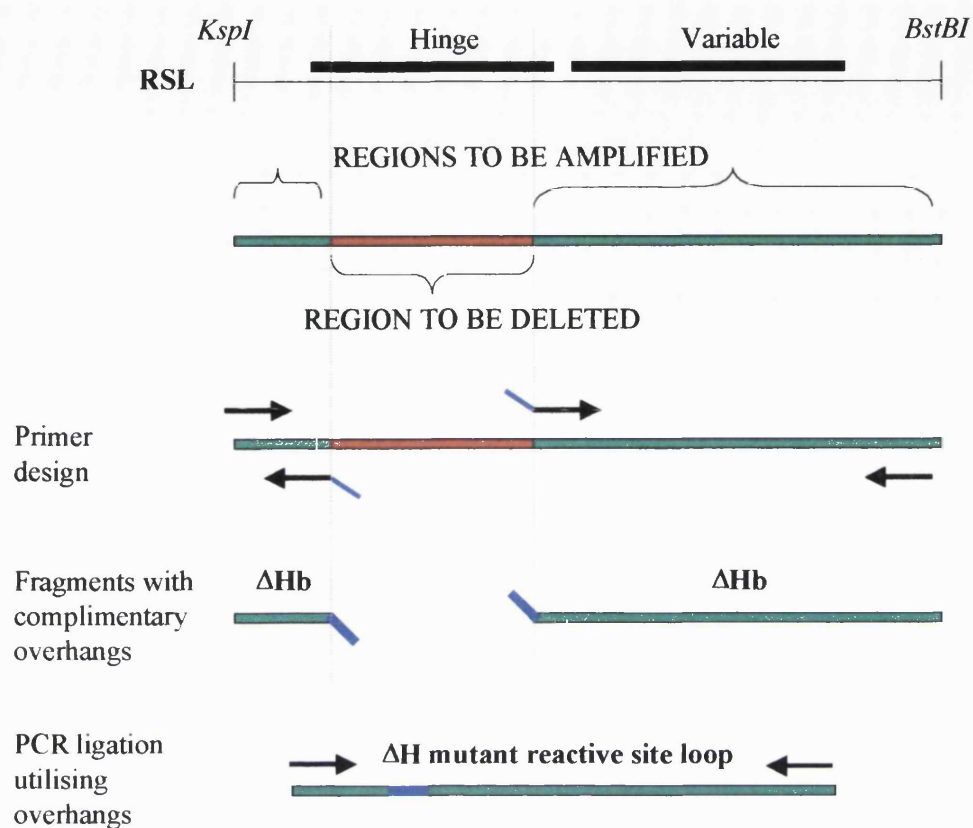 KspI
Hinge
Variable
BstBI
RSL
REGIONS TO BE AMPLIFIED
REGION TO BE DELETED
Primer
design
Fragments with
complimentary
overhangs
ΔHb
ΔHb
PCR ligation
utilising
overhangs
ΔH mutant reactive site loop